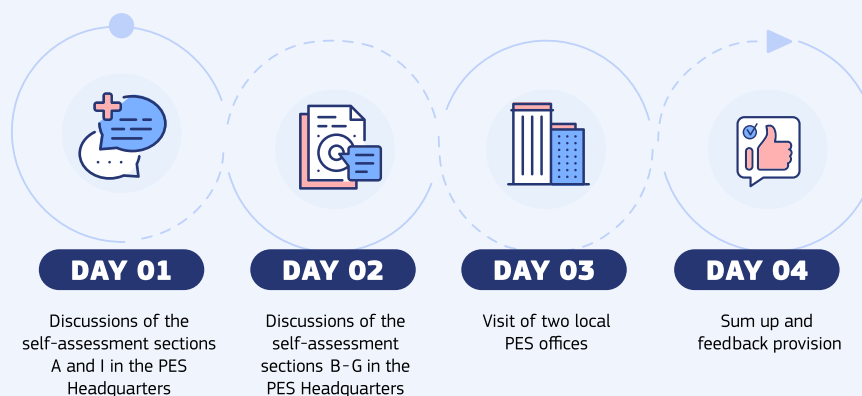 DAY 01
Discussions of the
self-assessment sections
A and I in the PES
Headquarters
DAY 02
Discussions of the
self-assessment
sections B-G in the
PES Headquarters
DAY 03
Visit of two local
PES offices
DAY 04
Sum up and
feedback provision